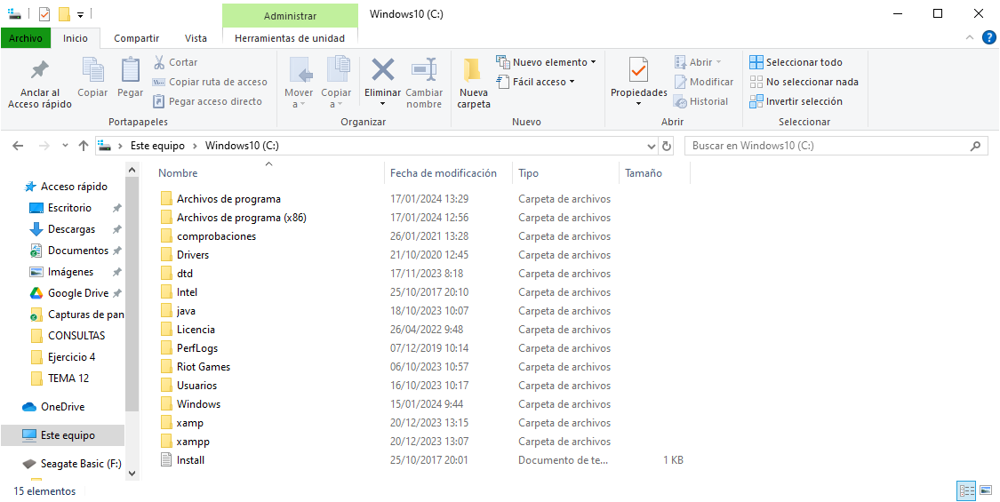 Administrar
Windows10 (C:)
Archivo
Inicio
Compartir
Vista
Herramientas de unidad
Anclar al
Acceso rápido
Copiar
Pegar
Cortar
Copiar ruta de acceso
Pegar acceso directo
Portapapeles
Mover
a
Copiar
a
Eliminar
Cambiar
nombre
Organizar
Nueva
carpeta
Nuevo elemento
Fácil acceso
Nuevo
Propiedades
Abrir
Modificar
Historial
Abrir
Seleccionar todo
No seleccionar nada
Invertir selección
Seleccionar
Este equipo > Windows10 (C:)
Buscar en Windows10 (C:)
Acceso rápido
Escritorio
Descargas
Documentos
Imágenes
Google Drive
Capturas de pan
CONSULTAS
Ejercicio 4
TEMA 12
OneDrive
Este equipo
Seagate Basic (F:)
Nombre Fecha de modificación Tipo Tamaño
Archivos de programa 17/01/2024 13:29 Carpeta de archivos
Archivos de programa (x86) 17/01/2024 12:56 Carpeta de archivos
comprobaciones 26/01/2021 13:28 Carpeta de archivos
Drivers 21/10/2020 12:45 Carpeta de archivos
dtd 17/11/2023 8:18 Carpeta de archivos
Intel 25/10/2017 20:10 Carpeta de archivos
java 18/10/2023 10:07 Carpeta de archivos
Licencia 26/04/2022 9:48 Carpeta de archivos
PerfLogs 07/12/2019 10:14 Carpeta de archivos
Riot Games 06/10/2023 10:57 Carpeta de archivos
Usuarios 16/10/2023 10:17 Carpeta de archivos
Windows 15/01/2024 9:44 Carpeta de archivos
xamp 20/12/2023 13:15 Carpeta de archivos
xampp 20/12/2023 13:07 Carpeta de archivos
Install 25/10/2017 20:01 Documento de te... 1 KB
15 elementos